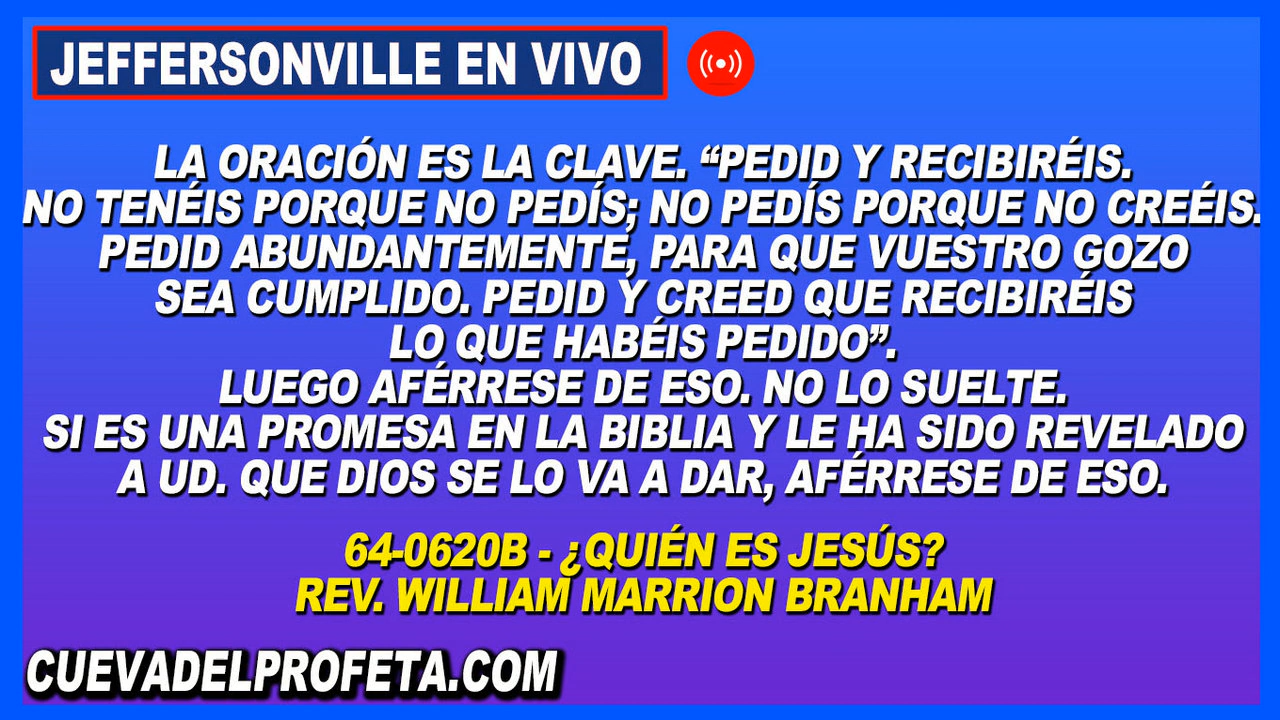 JEFFERSONVILLE EN VIVO
LA ORACIÓN ES LA CLAVE. “PEDID Y RECIBIRÉIS.
NO TENÉIS PORQUE NO PEDÍS; NO PEDÍS PORQUE NO CREÉIS.
PEDID ABUNDANTEMENTE, PARA QUE VUESTRO GOZO
SEA CUMPLIDO. PEDID Y CREED QUE RECIBIRÉIS
LO QUE HABÉIS PEDIDO”.
LUEGO AFÉRRESE DE ESO. NO LO SUELTE.
SI ES UNA PROMESA EN LA BIBLIA Y LE HA SIDO REVELADO
A UD. QUE DIOS SE LO VA A DAR, AFÉRRESE DE ESO.
64-0620B - ¿QUIÉN ES JESÚS?
REV. WILLIAM MARRION BRANHAM
CUEVADELPROFETA.COM